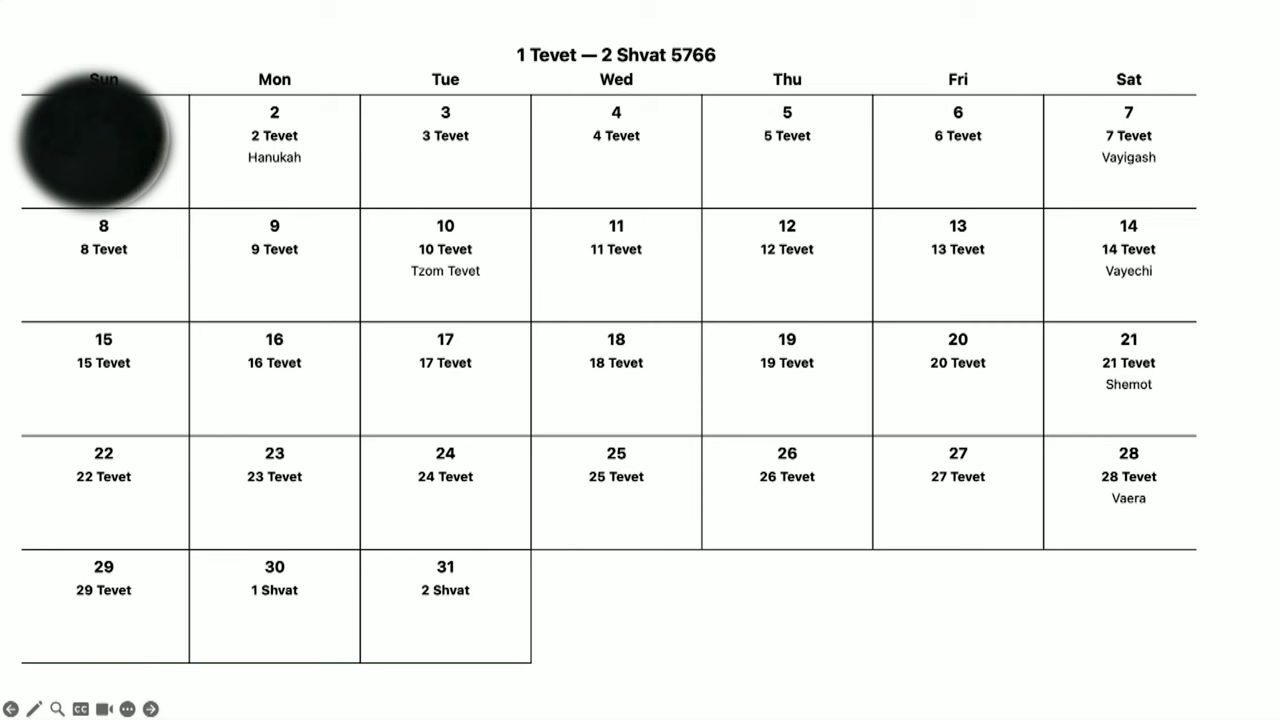 1 Tevet — 2 Shvat 5766
Sun Mon Tue Wed Thu Fri Sat
2 3 4 5 6 7
2 Tevet 3 Tevet 4 Tevet 5 Tevet 6 Tevet 7 Tevet
Hanukah Vayigash
8 9 10 11 12 13 14
8 Tevet 9 Tevet 10 Tevet 11 Tevet 12 Tevet 13 Tevet 14 Tevet
Tzom Tevet Vayechi
15 16 17 18 19 20 21
15 Tevet 16 Tevet 17 Tevet 18 Tevet 19 Tevet 20 Tevet 21 Tevet
Shemot
22 23 24 25 26 27 28
22 Tevet 23 Tevet 24 Tevet 25 Tevet 26 Tevet 27 Tevet 28 Tevet
Vaera
29 30 31
29 Tevet 1 Shvat 2 Shvat
CC